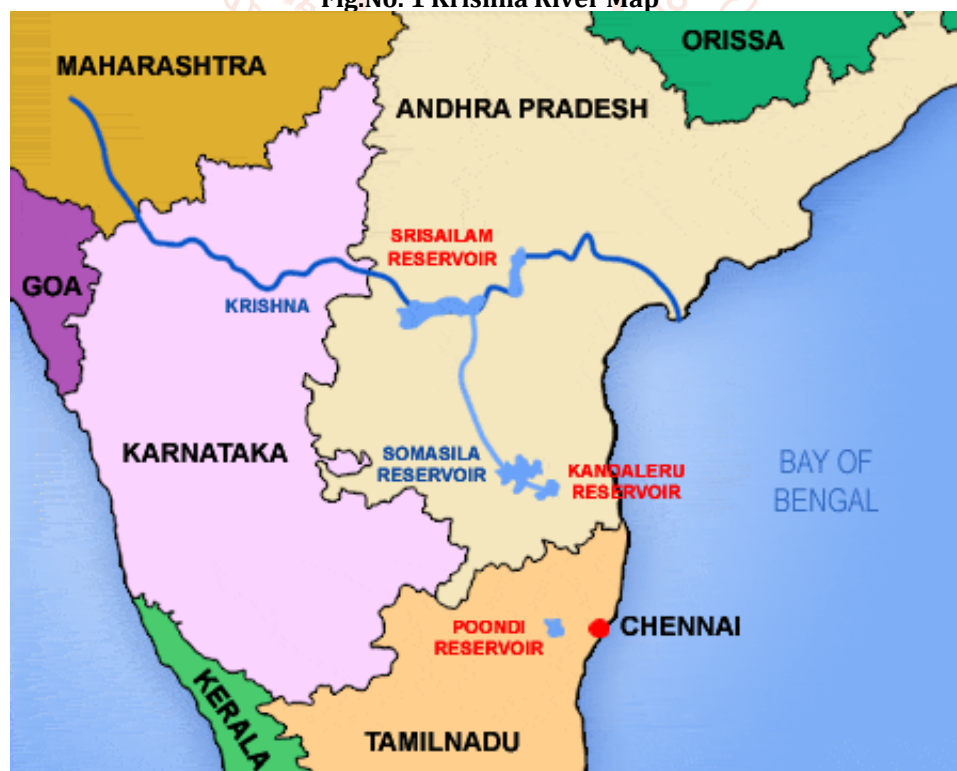 Fig.No. 1 Krishna River Map
ORISSA
MAHARASHTRA
ANDHRA PRADESH
SRISAILAM
RESERVOIR
GOA
KRISHNA
KARNATAKA
SOMASILA
RESERVOIR
KANDALERU
RESERVOIR
BAY OF
BENGAL
POONDI
RESERVOIR
CHENNAI
KERALA
TAMILNADU